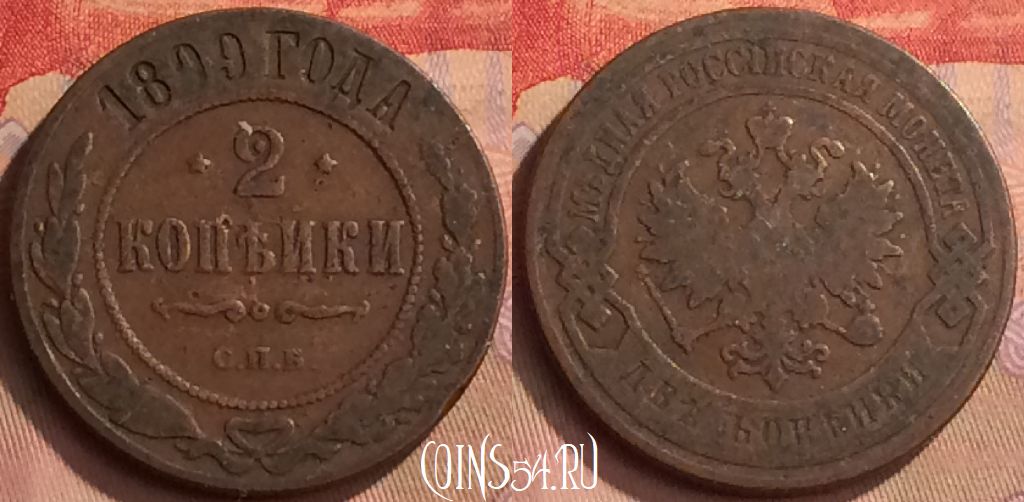 1899 ГОДА
2
КОПѢЙКИ
С.П.Б.
МѢДНАЯ РОССІЙСКАЯ МОНЕТА
ДВѢ КОПѢЙКИ
COINS54.RU